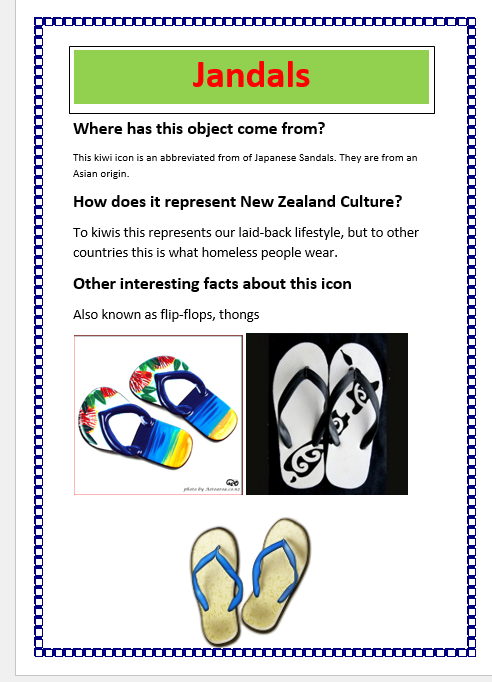 Jandals
Where has this object come from?
This kiwi icon is an abbreviated from of Japanese Sandals. They are from an
Asian origin.
How does it represent New Zealand Culture?
To kiwis this represents our laid-back lifestyle, but to other
countries this is what homeless people wear.
Other interesting facts about this icon
Also known as flip-flops, thongs
photo by Aotearoa.co.nz